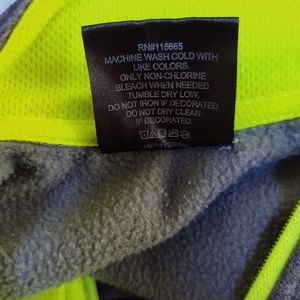 RN#115665
MACHINE WASH COLD WITH
LIKE COLORS.
ONLY NON-CHLORINE
BLEACH WHEN NEEDED.
TUMBLE DRY LOW.
DO NOT IRON IF DECORATED.
DO NOT DRY CLEAN
IF DECORATED.